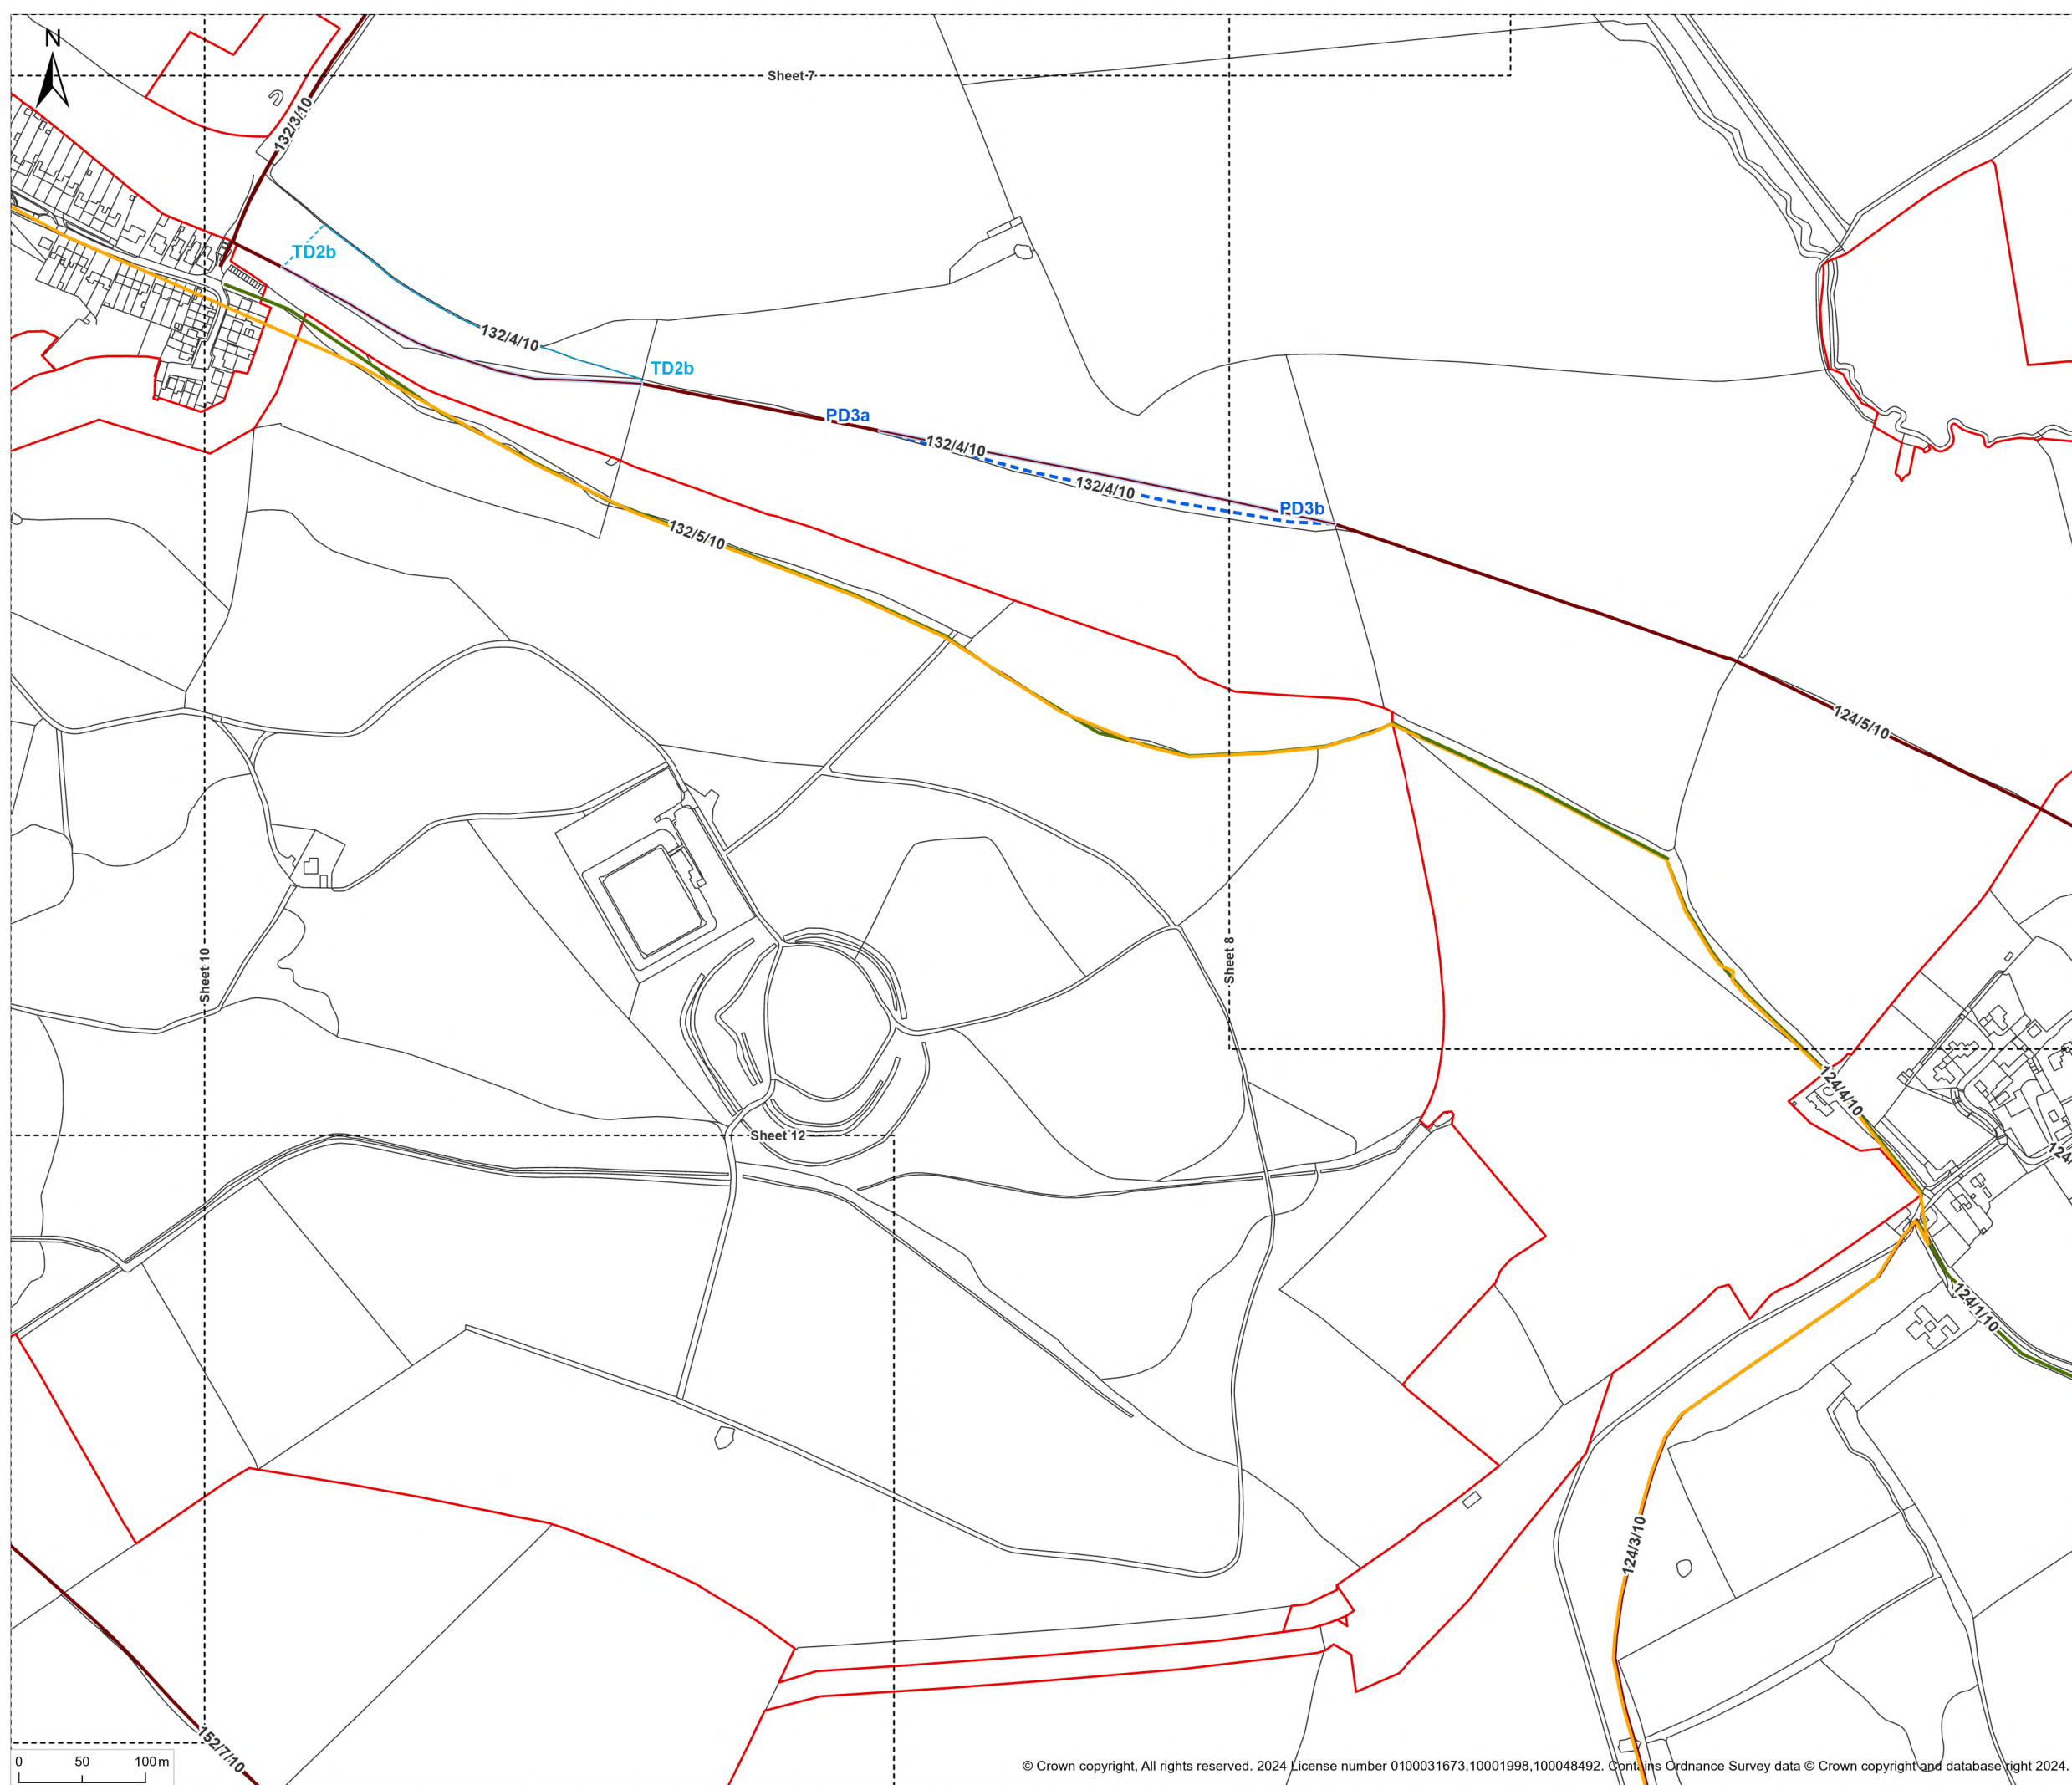 N
Sheet 7
132/3/10
TD2b
132/4/10
TD2b
PD3a
132/4/10
132/4/10
PD3b
132/5/10
124/5/10
Sheet 10
Sheet 8
124/4/10
Sheet 12
124/
124/1/10
124/3/10
152/7/10
0 50 100 m
© Crown copyright, All rights reserved. 2024 License number 0100031673,10001998,100048492. Contains Ordnance Survey data © Crown copyright and database right 2024.